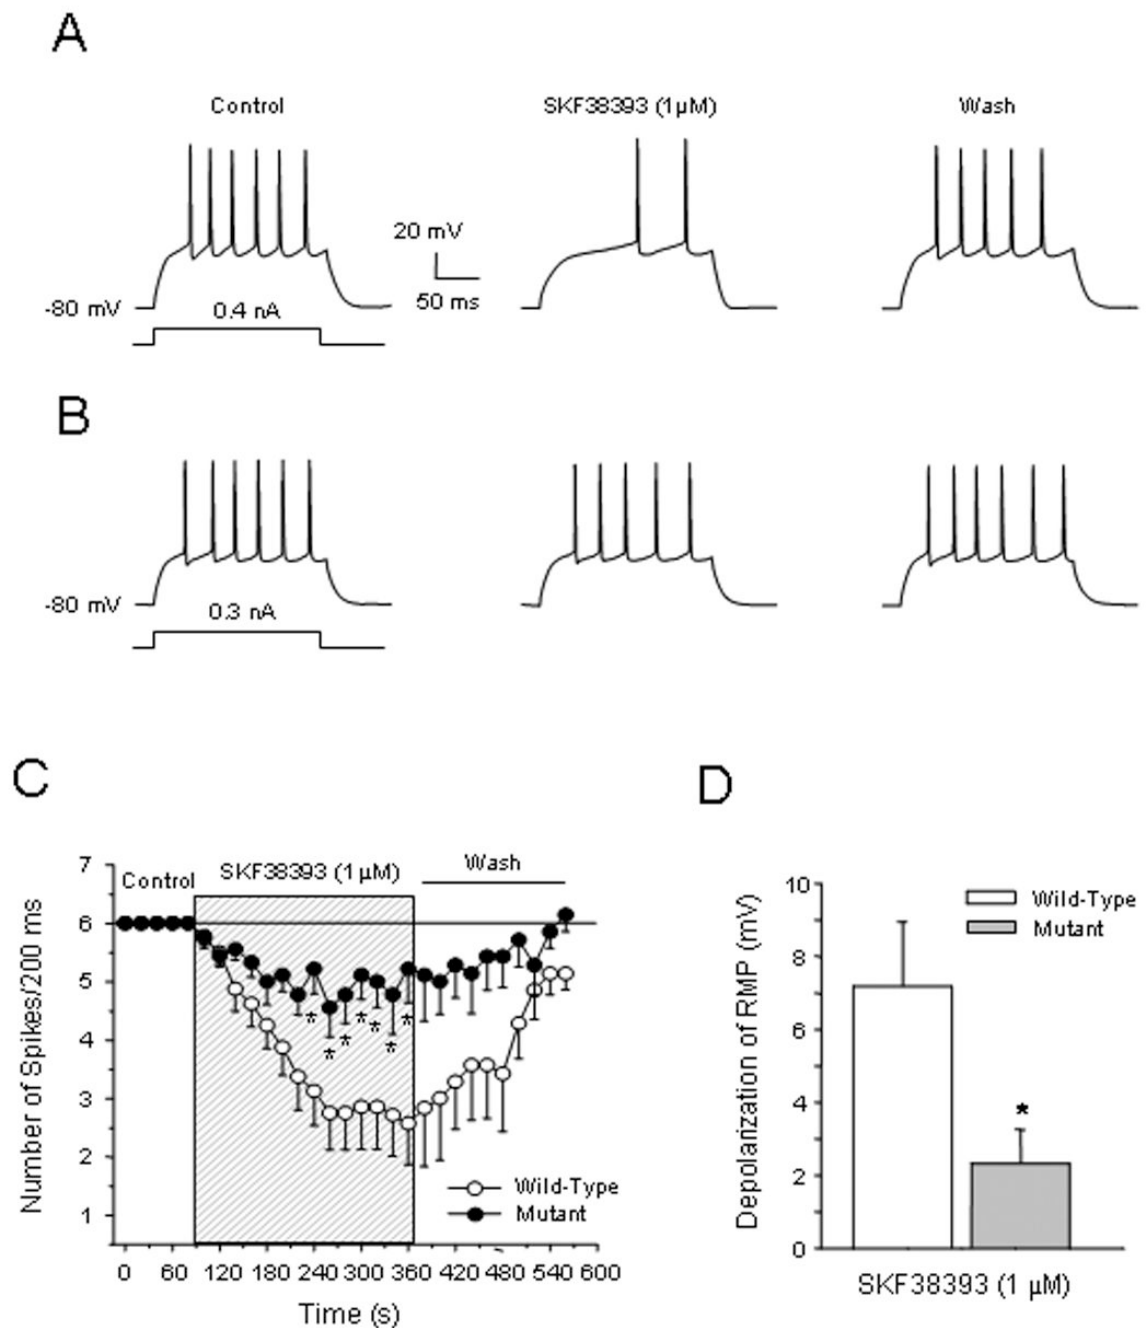 A
Control
SKF38393 (1µM)
Wash
20 mV
50 ms
-80 mV
0.4 nA
B
-80 mV
0.3 nA
C
7
6
5
4
3
2
1
Number of Spikes/200 ms
Control
SKF38393 (1 µM)
Wash
*
*
*
*
*
*
*
Wild-Type
Mutant
0 60 120 180 240 300 360 420 480 540 600
Time (s)
D
10
8
6
4
2
0
Depolarization of RMP (mV)
Wild-Type
Mutant
*
SKF38393 (1 µM)